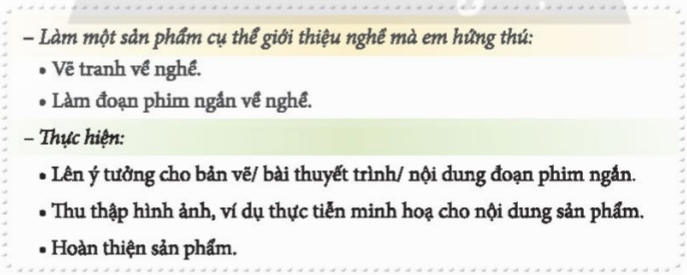 – Làm một sản phẩm cụ thể giới thiệu nghề mà em hứng thú:
• Vẽ tranh về nghề.
• Làm đoạn phim ngắn về nghề.
– Thực hiện:
• Lên ý tưởng cho bản vẽ/ bài thuyết trình/ nội dung đoạn phim ngắn.
• Thu thập hình ảnh, ví dụ thực tiễn minh hoạ cho nội dung sản phẩm.
• Hoàn thiện sản phẩm.